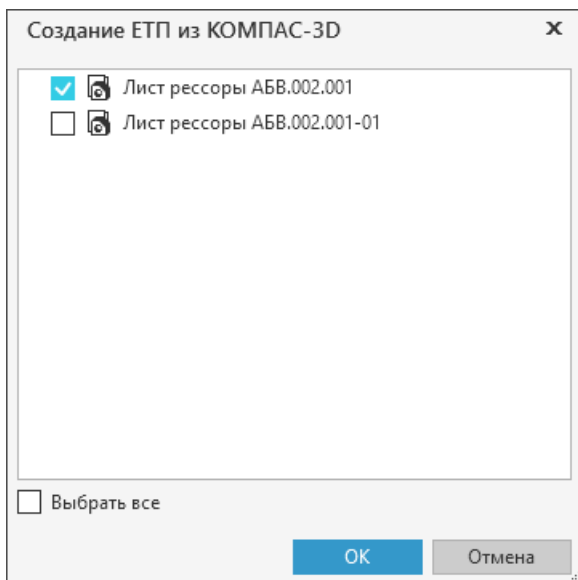 Создание ЕТП из КОМПАС-3D
Лист рессоры АБВ.002.001
Лист рессоры АБВ.002.001-01
Выбрать все
ОК
Отмена